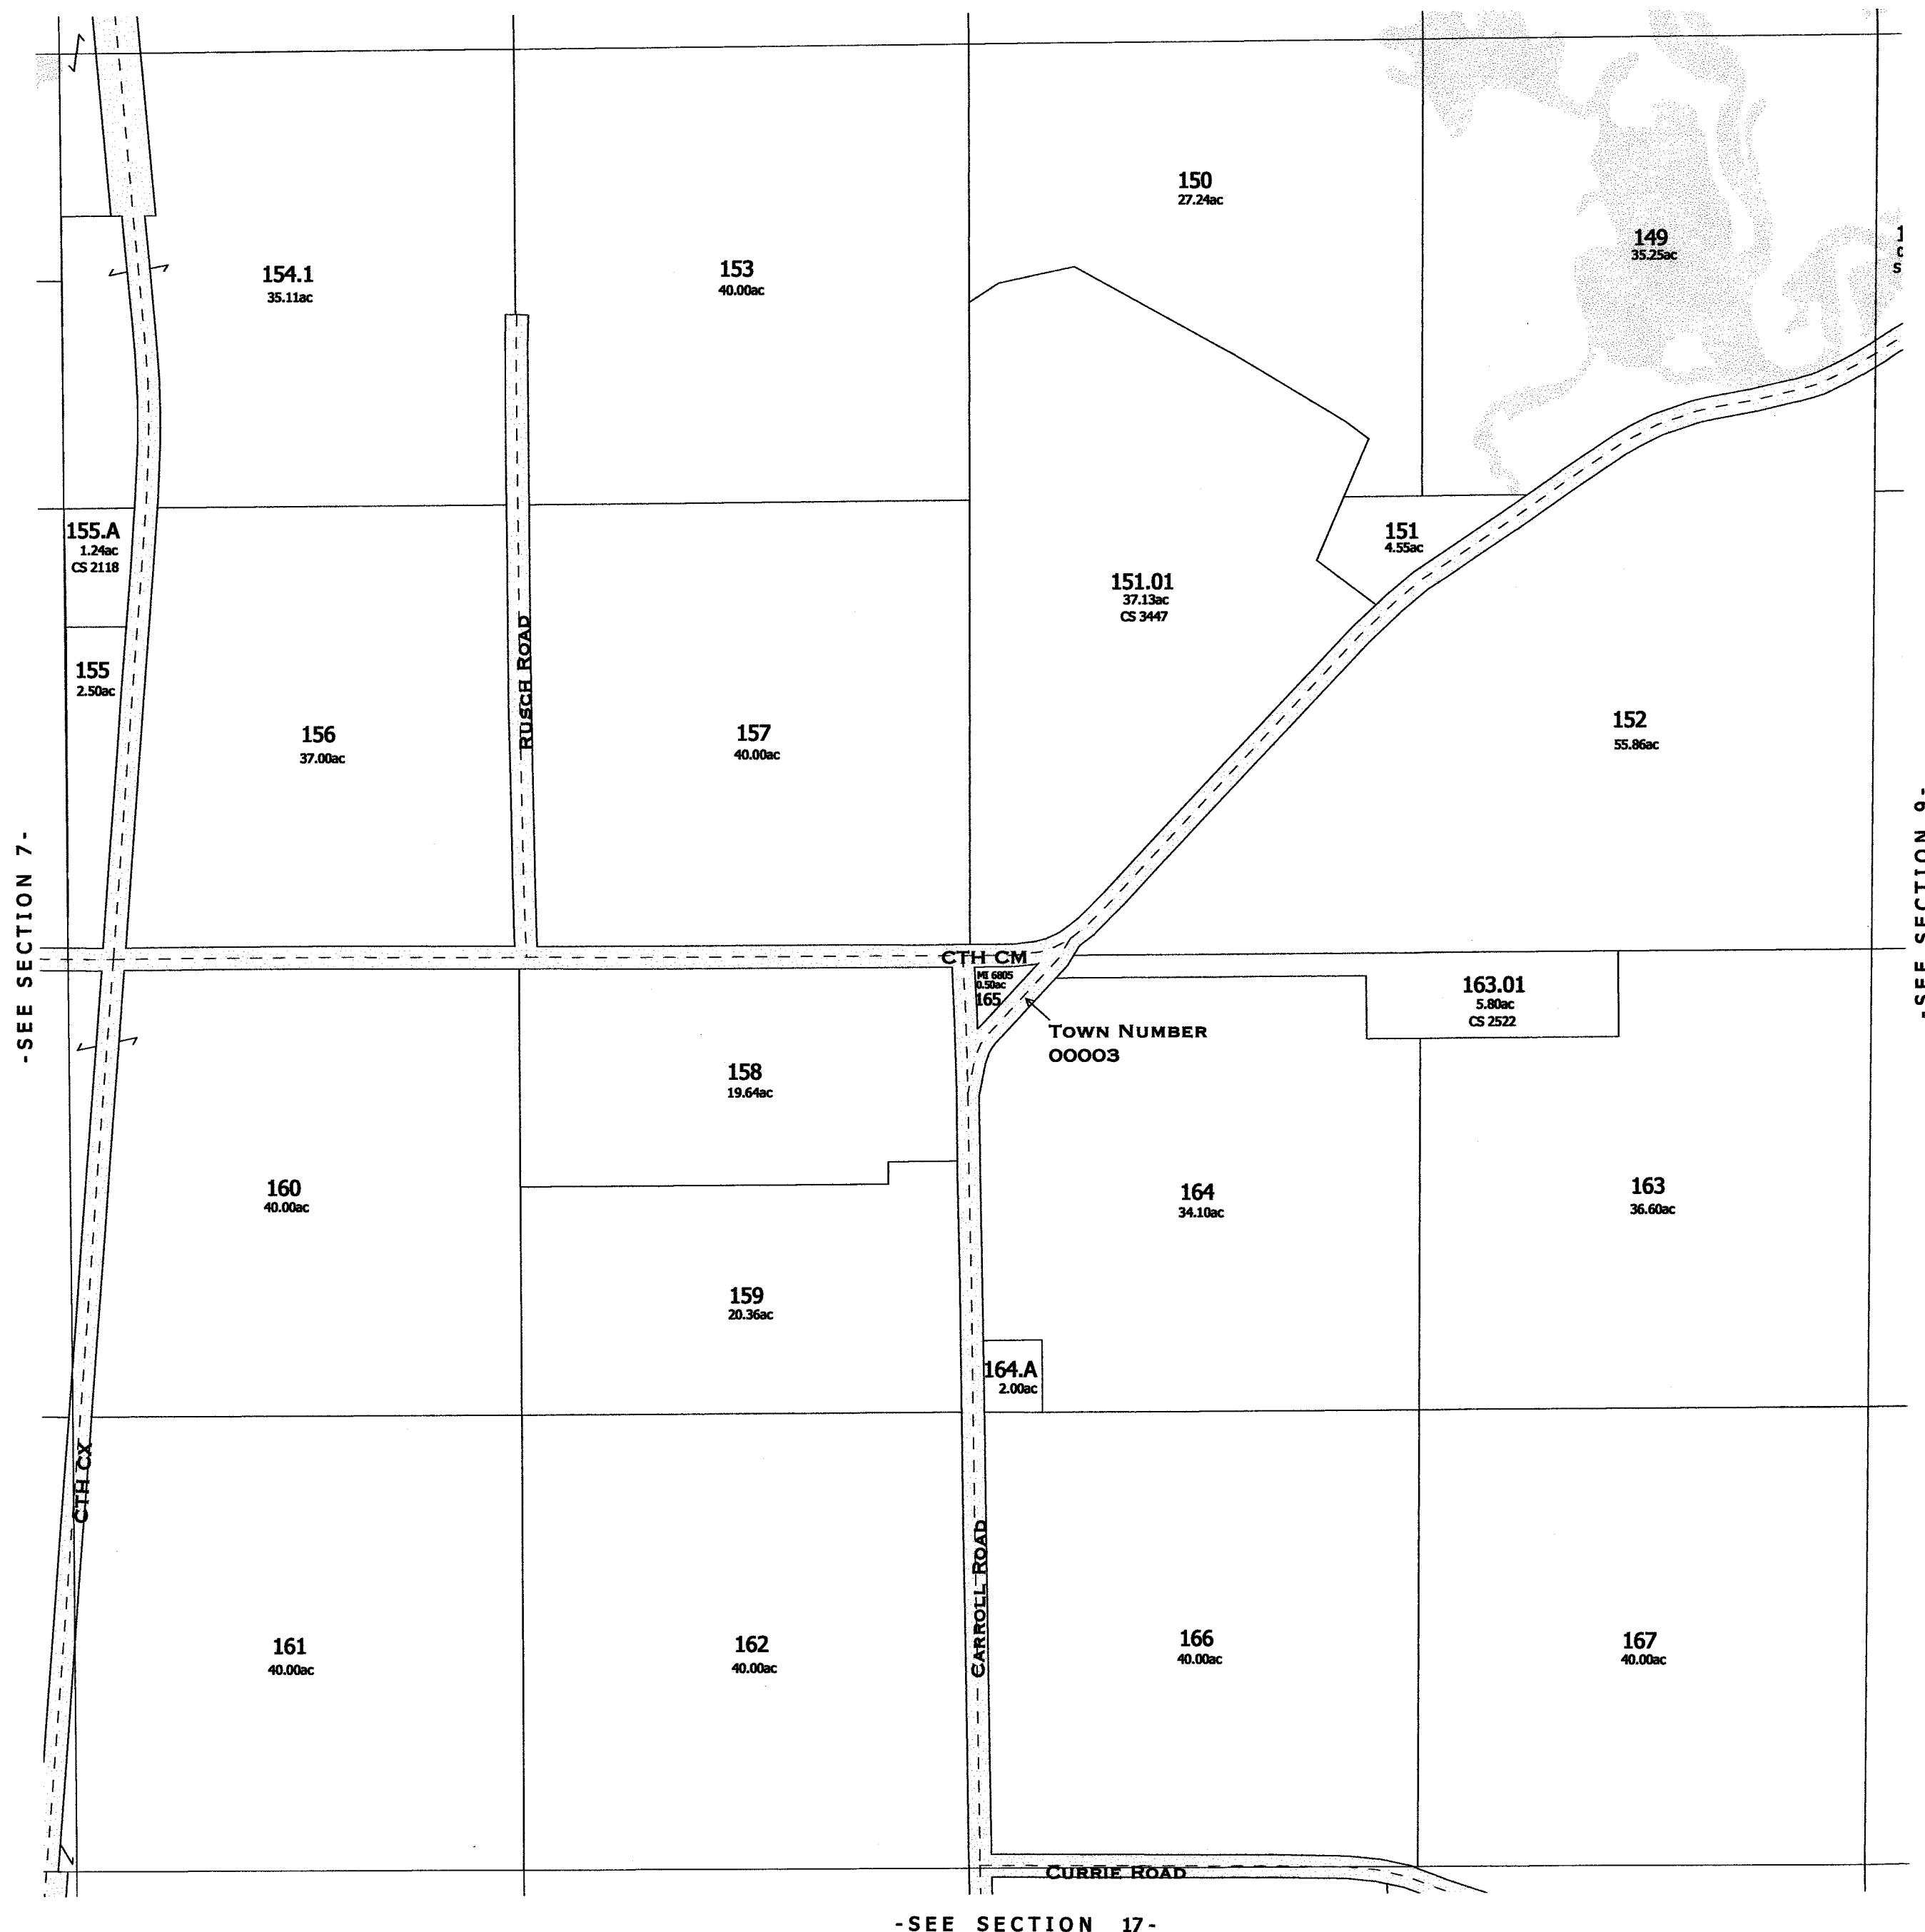 150
27.24ac
149
35.25ac
154.1
35.11ac
153
40.00ac
155.A
1.24ac
CS 2118
151
4.55ac
151.01
37.13ac
CS 3447
155
2.50ac
RUSCH ROAD
156
37.00ac
157
40.00ac
152
55.86ac
-SEE SECTION 7-
-SEE SECTION 9-
CTH CM
MI 6805
0.50ac
165
163.01
5.80ac
CS 2522
TOWN NUMBER
00003
158
19.64ac
160
40.00ac
164
34.10ac
163
36.60ac
159
20.36ac
164.A
2.00ac
CTH CX
CARROLL ROAD
161
40.00ac
162
40.00ac
166
40.00ac
167
40.00ac
CURRIE ROAD
-SEE SECTION 17-